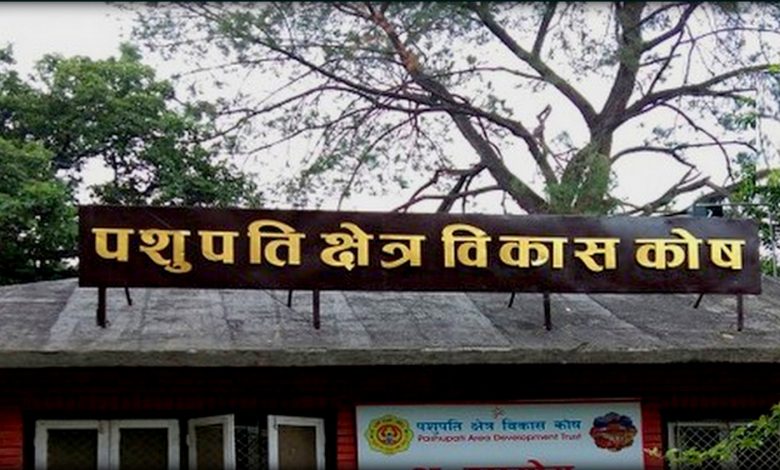 पशुपति क्षेत्र विकास कोष
पशुपति क्षेत्र विकास कोष
Pashupati Area Development Trust